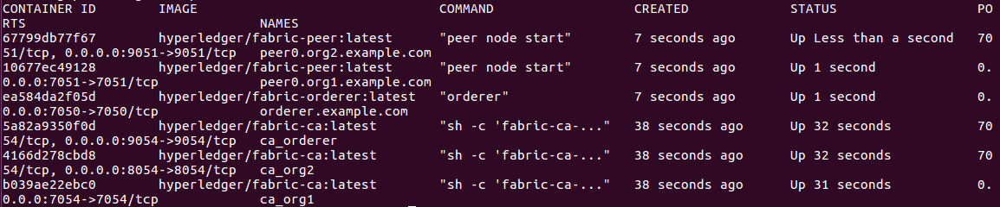 CONTAINER ID        IMAGE                               COMMAND                  CREATED             STATUS                  PO
RTS                              NAMES
67799db77f67        hyperledger/fabric-peer:latest      "peer node start"        7 seconds ago       Up Less than a second   70
51/tcp, 0.0.0.0:9051->9051/tcp   peer0.org2.example.com
10677ec49128        hyperledger/fabric-peer:latest      "peer node start"        7 seconds ago       Up 1 second             0.
0.0.0:7051->7051/tcp             peer0.org1.example.com
ea584da2f05d        hyperledger/fabric-orderer:latest   "orderer"                7 seconds ago       Up 1 second             0.
0.0.0:7050->7050/tcp             orderer.example.com
5a82a9350f0d        hyperledger/fabric-ca:latest        "sh -c 'fabric-ca-..."   38 seconds ago      Up 32 seconds           70
54/tcp, 0.0.0.0:9054->9054/tcp   ca_orderer
4166d278cbd8        hyperledger/fabric-ca:latest        "sh -c 'fabric-ca-..."   38 seconds ago      Up 32 seconds           70
54/tcp, 0.0.0.0:8054->8054/tcp   ca_org2
b039ae22ebc0        hyperledger/fabric-ca:latest        "sh -c 'fabric-ca-..."   38 seconds ago      Up 31 seconds           0.
0.0.0:7054->7054/tcp             ca_org1